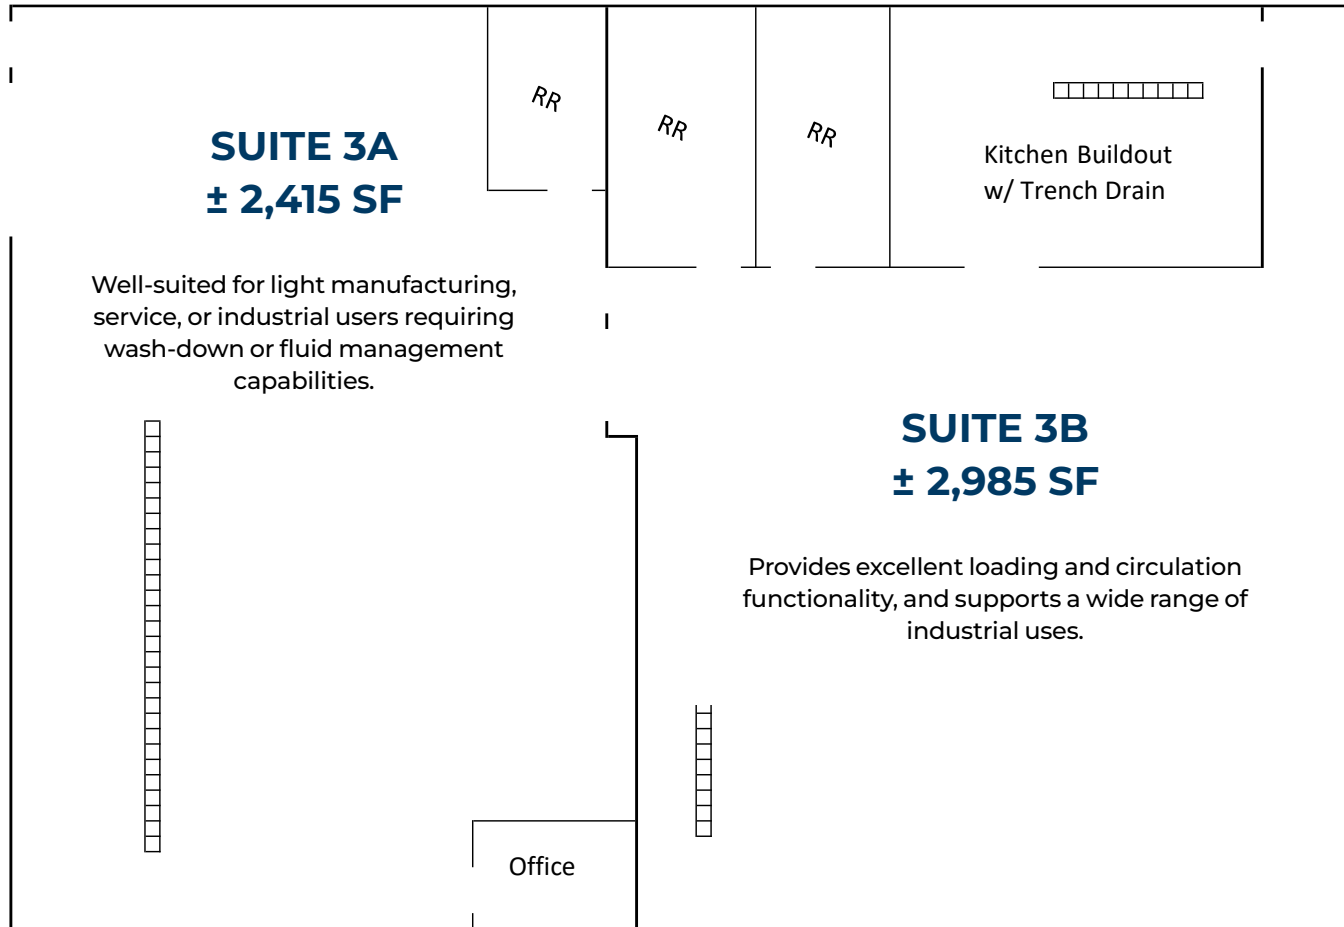 RR
RR
RR
SUITE 3A
± 2,415 SF
Kitchen Buildout
w/ Trench Drain
Well-suited for light manufacturing,
service, or industrial users requiring
wash-down or fluid management
capabilities.
SUITE 3B
± 2,985 SF
Provides excellent loading and circulation
functionality, and supports a wide range of
industrial uses.
Office